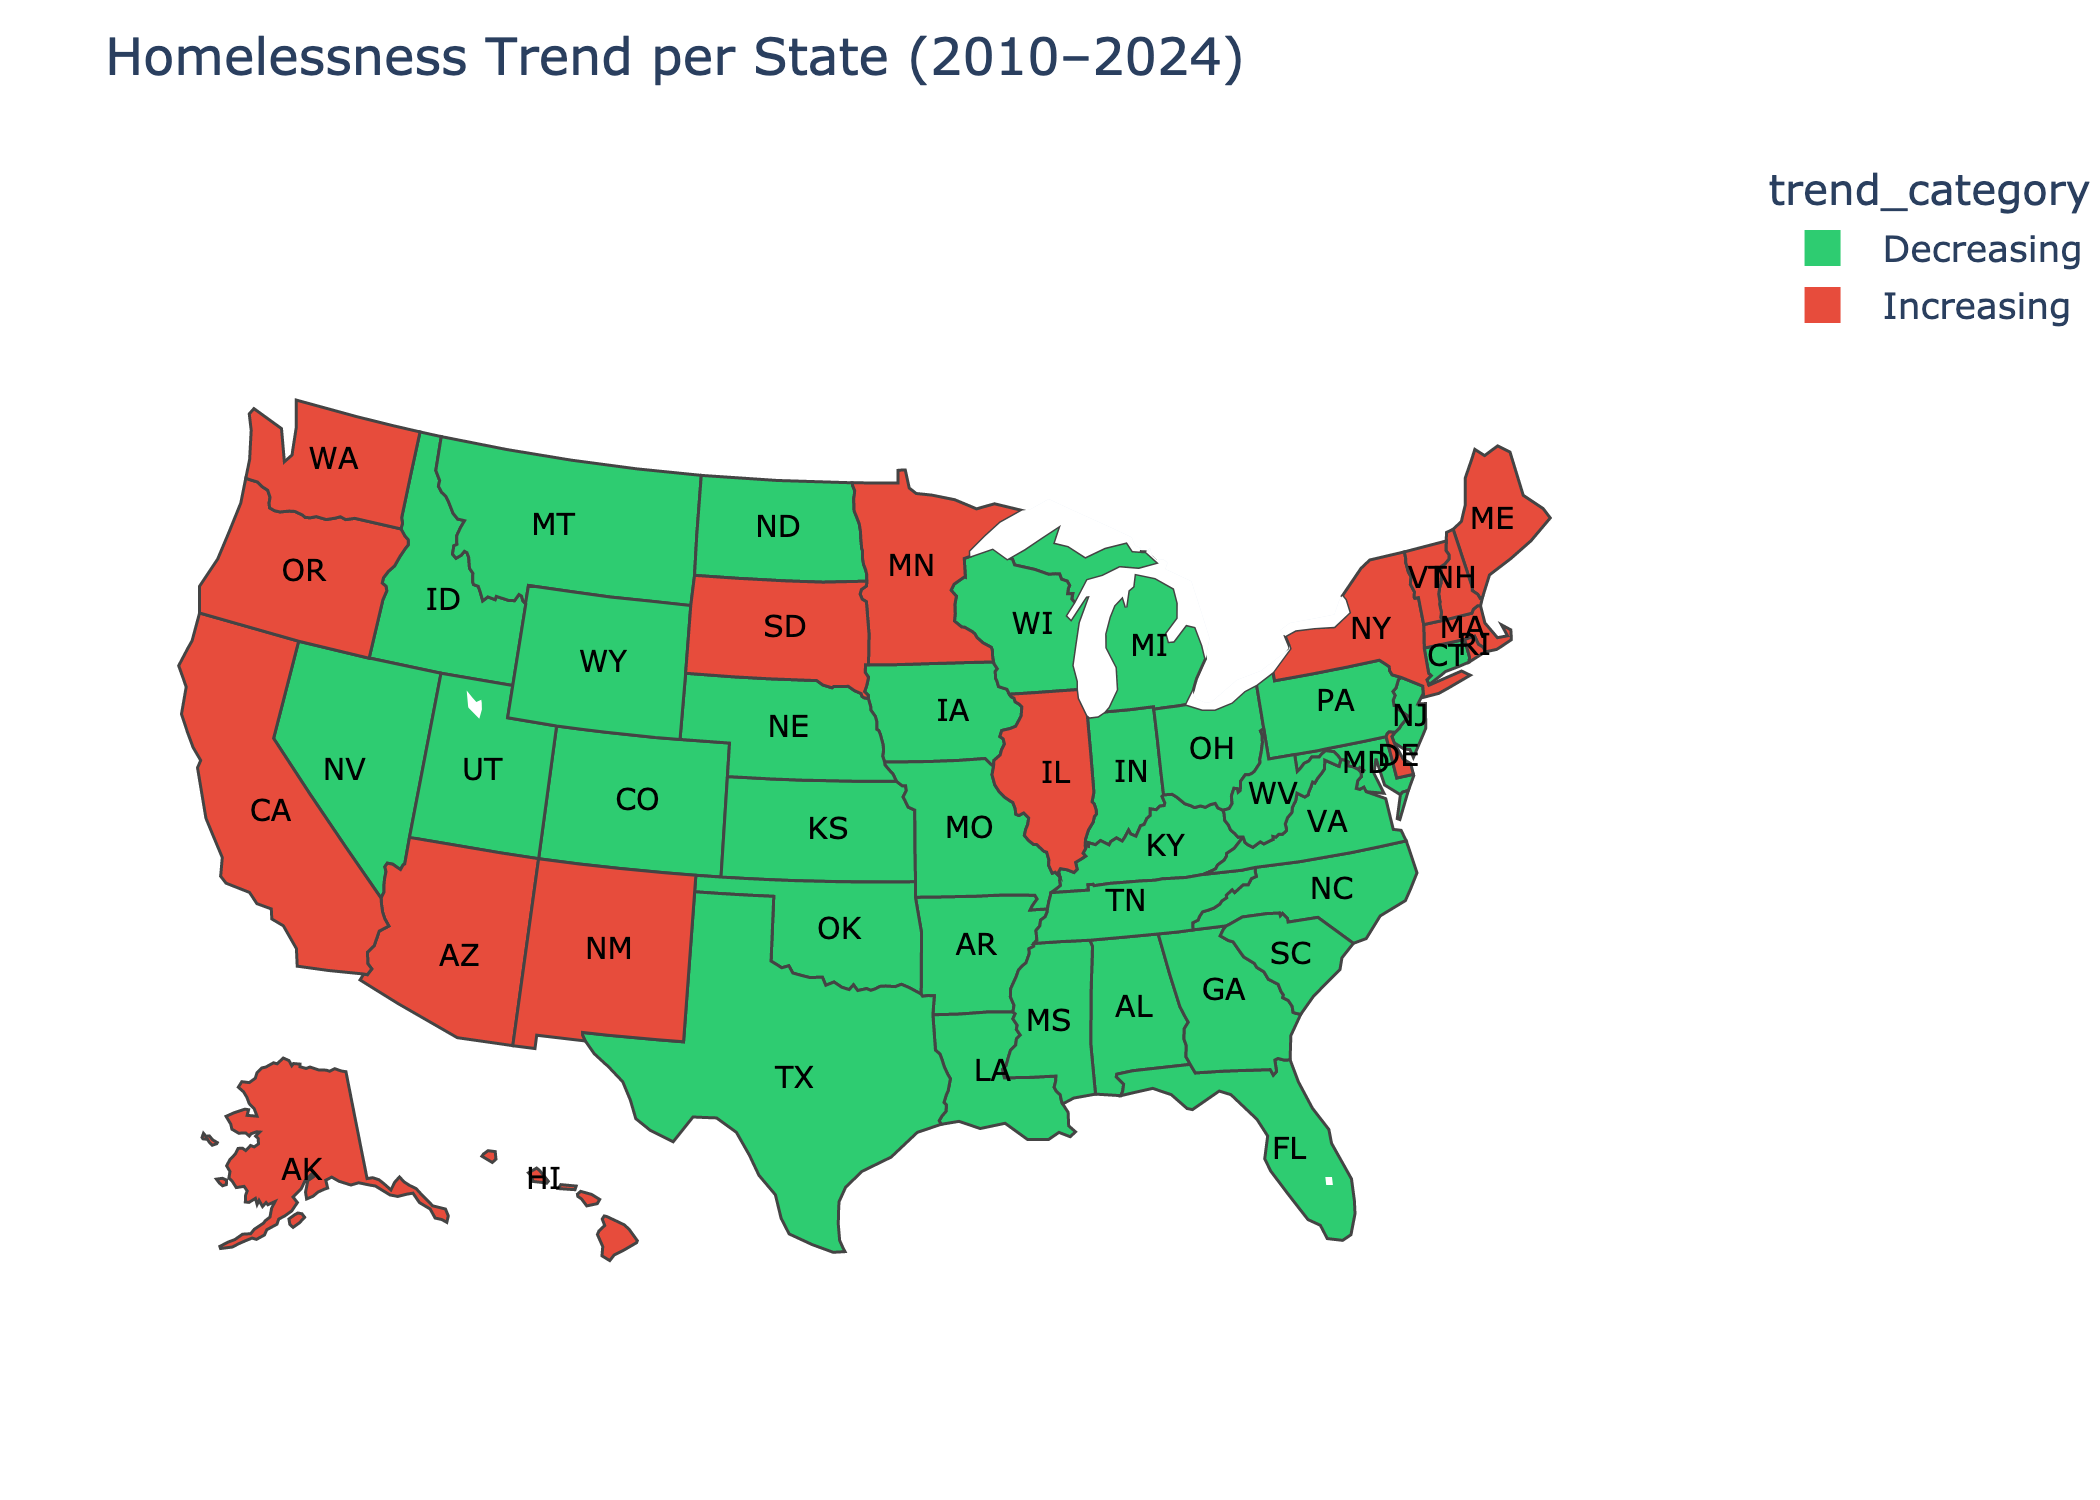 Homelessness Trend per State (2010–2024)
trend_category
Decreasing
Increasing
WA
MT
ND
MN
ME
OR
ID
SD
WI
MI
NY
VT
NH
MA
RI
CT
WY
NE
IA
PA
NJ
NV
UT
CO
IL
IN
OH
MD
DE
CA
KS
MO
WV
VA
KY
AZ
NM
OK
AR
TN
NC
SC
TX
LA
MS
AL
GA
FL
AK
HI